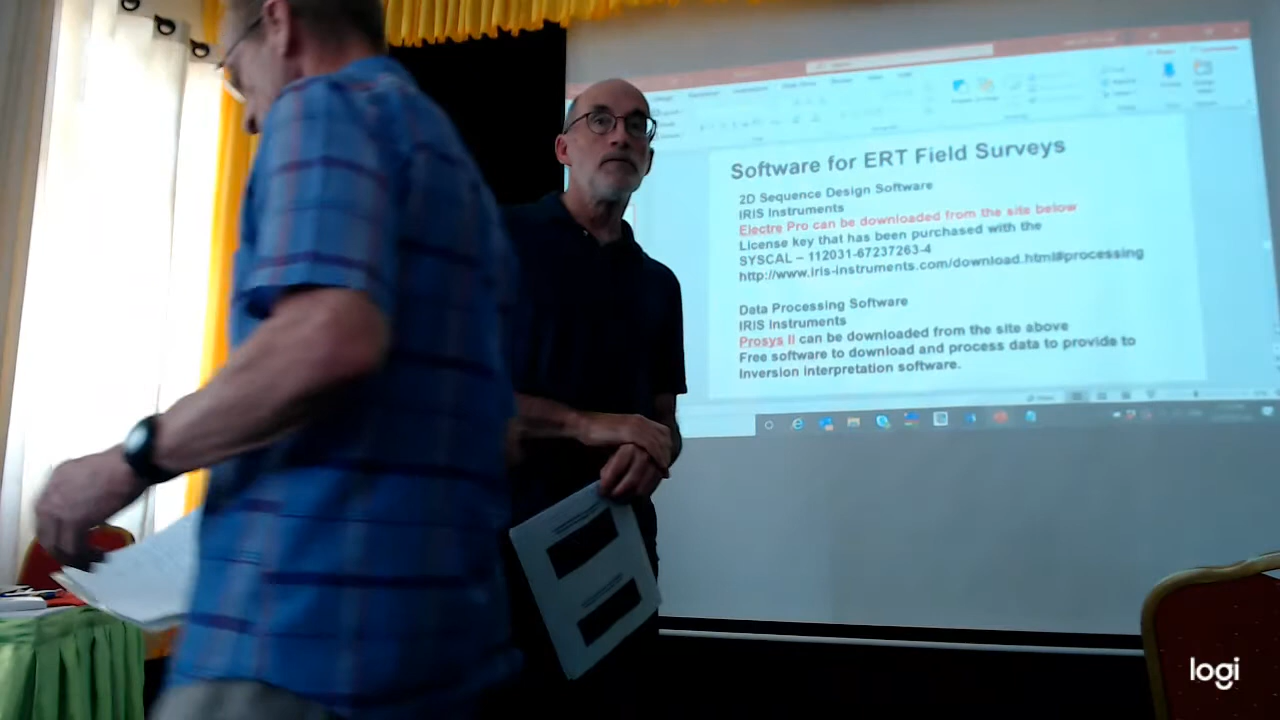 Software for ERT Field Surveys
2D Sequence Design Software
IRIS Instruments
Electre Pro can be downloaded from the site below
License key that has been purchased with the
SYSCAL – 112031-67237263-4
http://www.iris-instruments.com/download.html#processing
Data Processing Software
IRIS Instruments
Prosys II can be downloaded from the site above
Free software to download and process data to provide to
Inversion interpretation software.
logi